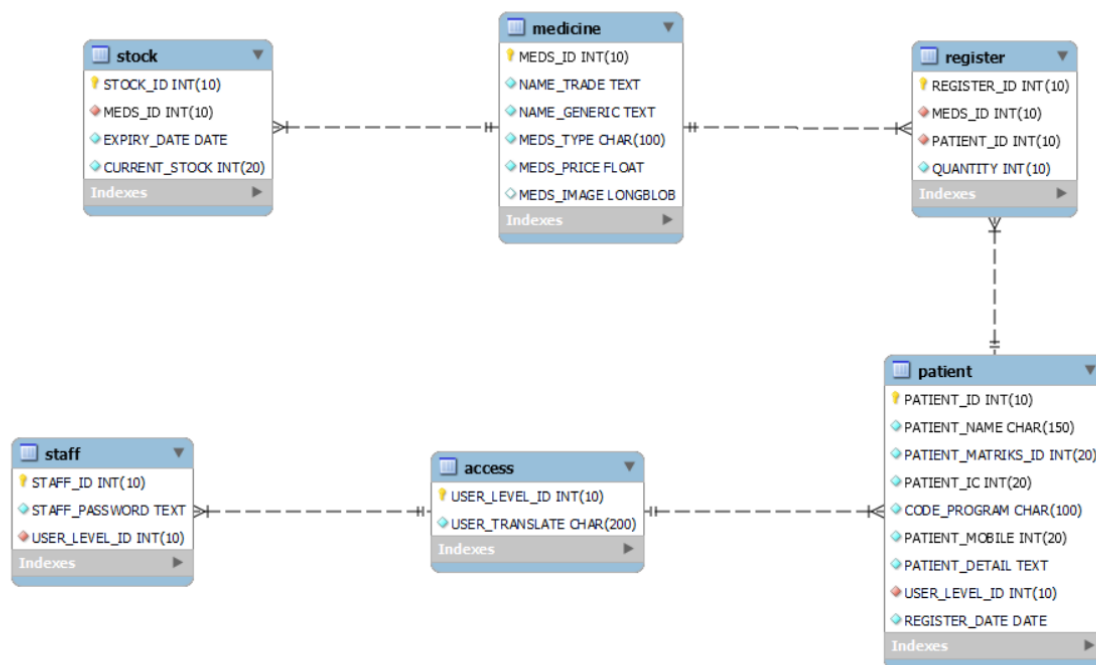 stock
STOCK_ID INT(10)
MEDS_ID INT(10)
EXPIRY_DATE DATE
CURRENT_STOCK INT(20)
Indexes
medicine
MEDS_ID INT(10)
NAME_TRADE TEXT
NAME_GENERIC TEXT
MEDS_TYPE CHAR(100)
MEDS_PRICE FLOAT
MEDS_IMAGE LONGBLOB
Indexes
register
REGISTER_ID INT(10)
MEDS_ID INT(10)
PATIENT_ID INT(10)
QUANTITY INT(10)
Indexes
staff
STAFF_ID INT(10)
STAFF_PASSWORD TEXT
USER_LEVEL_ID INT(10)
Indexes
access
USER_LEVEL_ID INT(10)
USER_TRANSLATE CHAR(200)
Indexes
patient
PATIENT_ID INT(10)
PATIENT_NAME CHAR(150)
PATIENT_MATRIKS_ID INT(20)
PATIENT_IC INT(20)
CODE_PROGRAM CHAR(100)
PATIENT_MOBILE INT(20)
PATIENT_DETAIL TEXT
USER_LEVEL_ID INT(10)
REGISTER_DATE DATE
Indexes